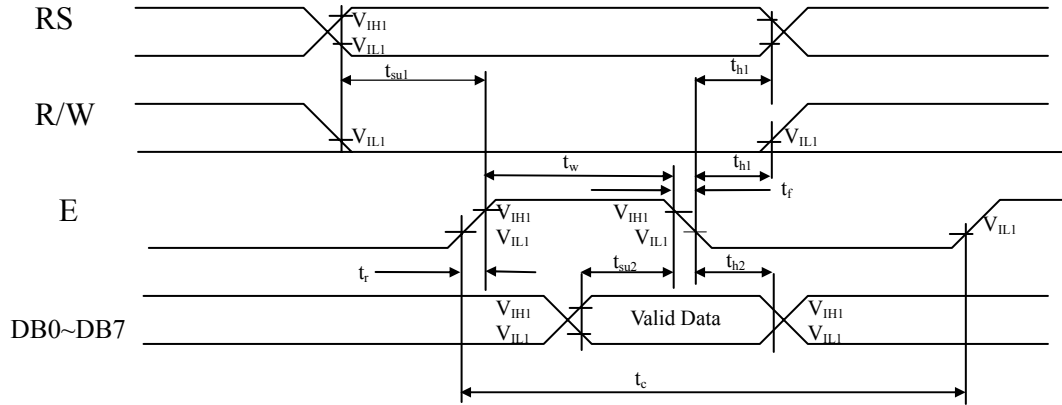 RS
V_IH1
V_IL1
t_su1
t_h1
R/W
V_IL1
V_IL1
t_w
t_h1
t_f
E
V_IH1
V_IH1
V_IL1
V_IL1
V_IL1
t_r
t_su2
t_h2
DB0~DB7
V_IH1
Valid Data
V_IH1
V_IL1
V_IL1
t_c